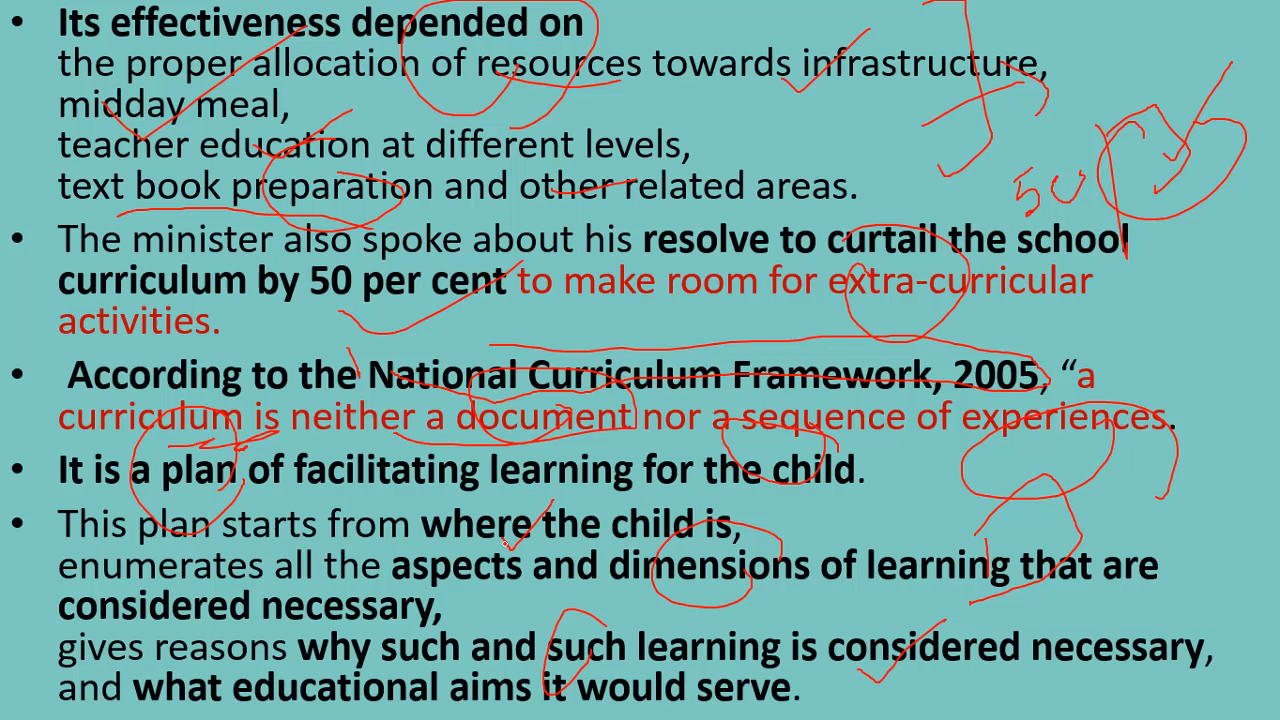 • Its effectiveness depended on
the proper allocation of resources towards infrastructure,
midday meal,
teacher education at different levels,
text book preparation and other related areas.
50
• The minister also spoke about his resolve to curtail the school
curriculum by 50 per cent to make room for extra-curricular
activities.
• According to the National Curriculum Framework, 2005, “a
curriculum is neither a document nor a sequence of experiences.
• It is a plan of facilitating learning for the child.
• This plan starts from where the child is,
enumerates all the aspects and dimensions of learning that are
considered necessary,
gives reasons why such and such learning is considered necessary,
and what educational aims it would serve.